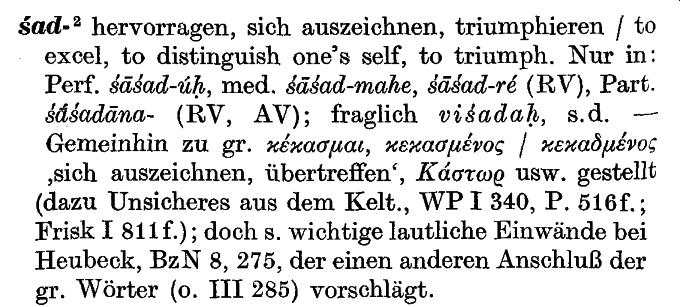 śad-² hervorragen, sich auszeichnen, triumphieren / to
excel, to distinguish one's self, to triumph. Nur in:
Perf. śāśad-úḥ, med. śāśad-mahe, śāśad-ré (RV), Part.
śā́śadāna- (RV, AV); fraglich viśadaḥ, s.d. —
Gemeinhin zu gr. κέκασμαι, κεκασμένος / κεκαδμένος
‚sich auszeichnen, übertreffen‘, Κάστωρ usw. gestellt
(dazu Unsicheres aus dem Kelt., WP I 340, P. 516f.;
Frisk I 811f.); doch s. wichtige lautliche Einwände bei
Heubeck, BzN 8, 275, der einen anderen Anschluß der
gr. Wörter (o. III 285) vorschlägt.